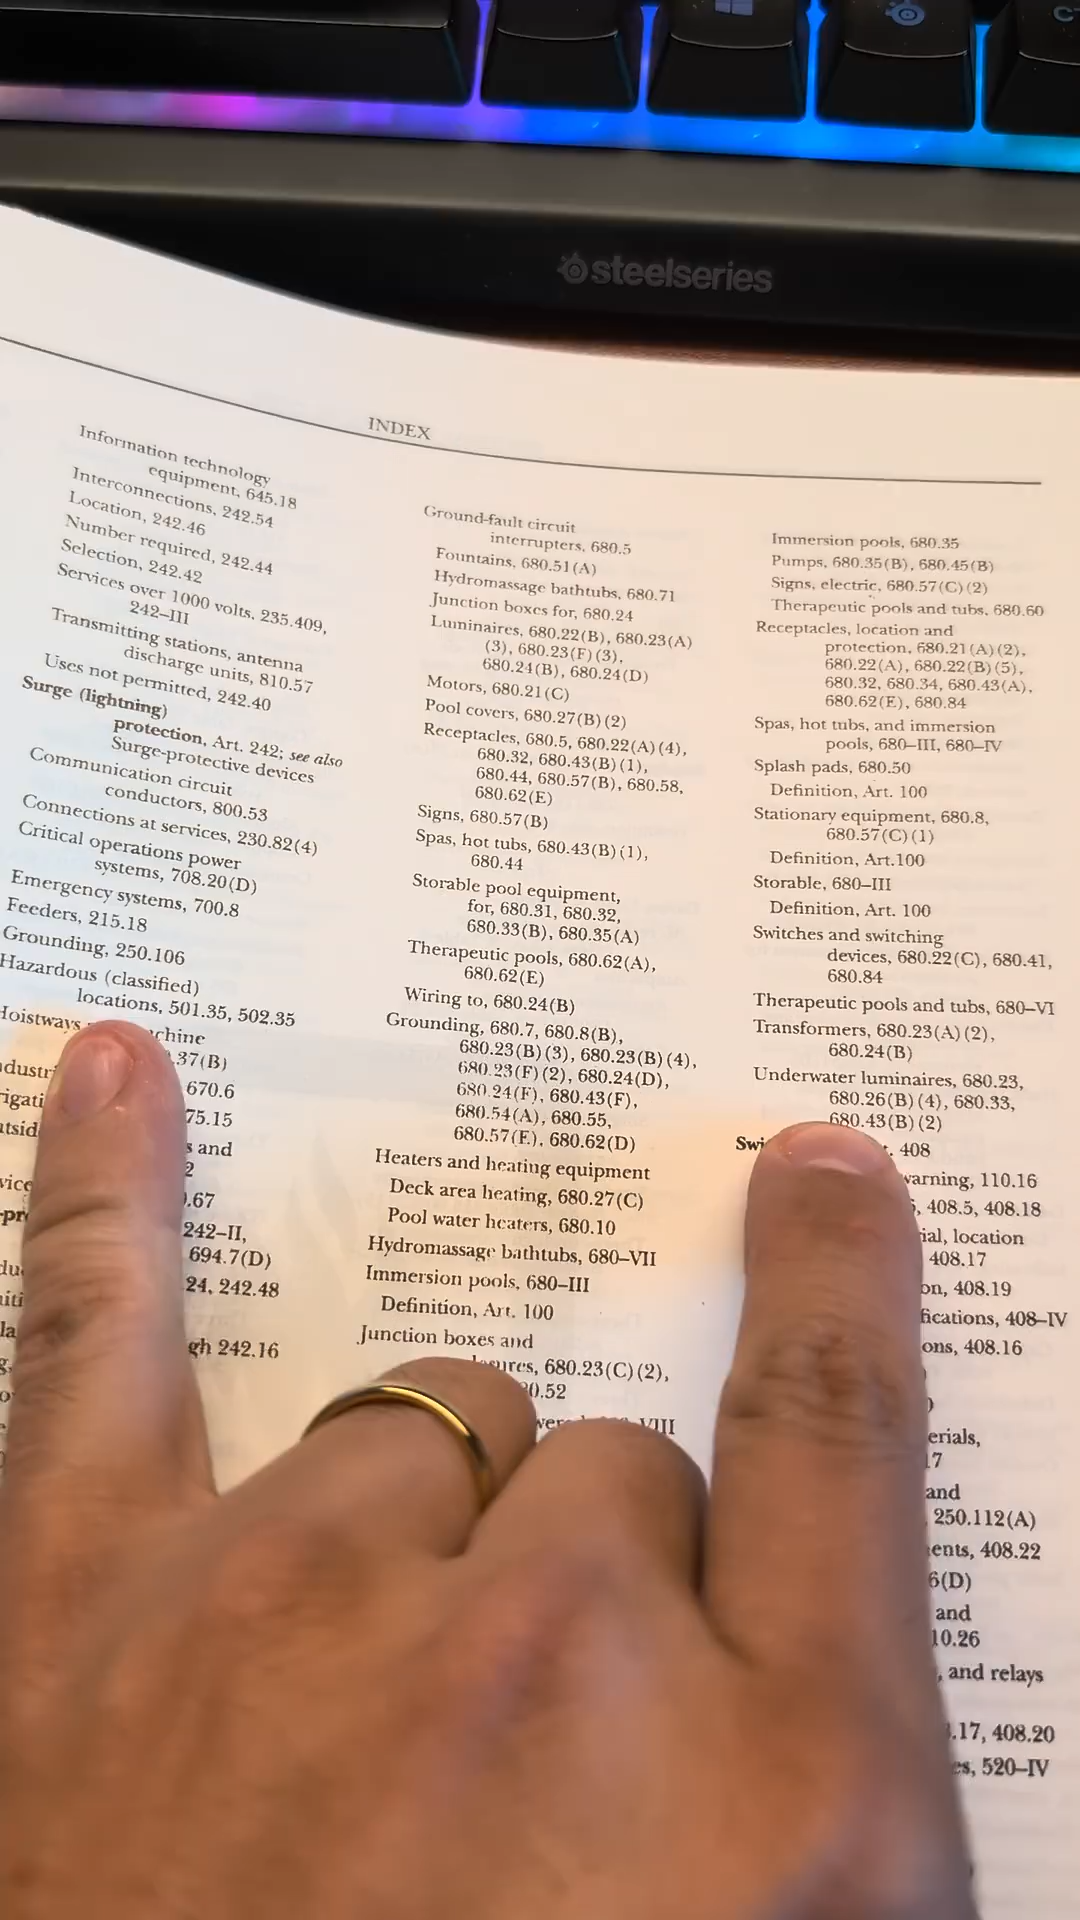 steelseries
INDEX
Information technology
equipment, 645.18
Interconnections, 242.54
Location, 242.46
Number required, 242.44
Selection, 242.42
Services over 1000 volts, 235.409,
242–III
Transmitting stations, antenna
discharge units, 810.57
Uses not permitted, 242.40
Surge (lightning)
protection, Art. 242; see also
Surge-protective devices
Communication circuit
conductors, 800.53
Connections at services, 230.82(4)
Critical operations power
systems, 708.20(D)
Emergency systems, 700.8
Feeders, 215.18
Grounding, 250.106
Hazardous (classified)
locations, 501.35, 502.35
Hoistways
37(B)
670.6
75.15
and
.67
242–II,
694.7(D)
24, 242.48
242.16
Ground-fault circuit
interrupters, 680.5
Fountains, 680.51(A)
Hydromassage bathtubs, 680.71
Junction boxes for, 680.24
Luminaires, 680.22(B), 680.23(A)
(3), 680.23(F)(3),
680.24(B), 680.24(D)
Motors, 680.21(C)
Pool covers, 680.27(B)(2)
Receptacles, 680.5, 680.22(A)(4),
680.32, 680.43(B)(1),
680.44, 680.57(B), 680.58,
680.62(E)
Signs, 680.57(B)
Spas, hot tubs, 680.43(B)(1),
680.44
Storable pool equipment,
for, 680.31, 680.32,
680.33(B), 680.35(A)
Therapeutic pools, 680.62(A),
680.62(E)
Wiring to, 680.24(B)
Grounding, 680.7, 680.8(B),
680.23(B)(3), 680.23(B)(4),
680.23(F)(2), 680.24(D),
680.24(F), 680.43(F),
680.54(A), 680.55,
680.57(E), 680.62(D)
Heaters and heating equipment
Deck area heating, 680.27(C)
Pool water heaters, 680.10
Hydromassage bathtubs, 680–VII
Immersion pools, 680–III
Definition, Art. 100
Junction boxes and
680.23(C)(2),
0.52
VIII
Immersion pools, 680.35
Pumps, 680.35(B), 680.45(B)
Signs, electric, 680.57(C)(2)
Therapeutic pools and tubs, 680.60
Receptacles, location and
protection, 680.21(A)(2),
680.22(A), 680.22(B)(5),
680.32, 680.34, 680.43(A),
680.62(E), 680.84
Spas, hot tubs, and immersion
pools, 680–III, 680–IV
Splash pads, 680.50
Definition, Art. 100
Stationary equipment, 680.8,
680.57(C)(1)
Definition, Art.100
Storable, 680–III
Definition, Art. 100
Switches and switching
devices, 680.22(C), 680.41,
680.84
Therapeutic pools and tubs, 680–VI
Transformers, 680.23(A)(2),
680.24(B)
Underwater luminaires, 680.23,
680.26(B)(4), 680.33,
680.43(B)(2)
408
warning, 110.16
408.5, 408.18
location
408.17
408.19
408–IV
408.16
and
250.112(A)
408.22
6(D)
and
10.26
and relays
.17, 408.20
520–IV